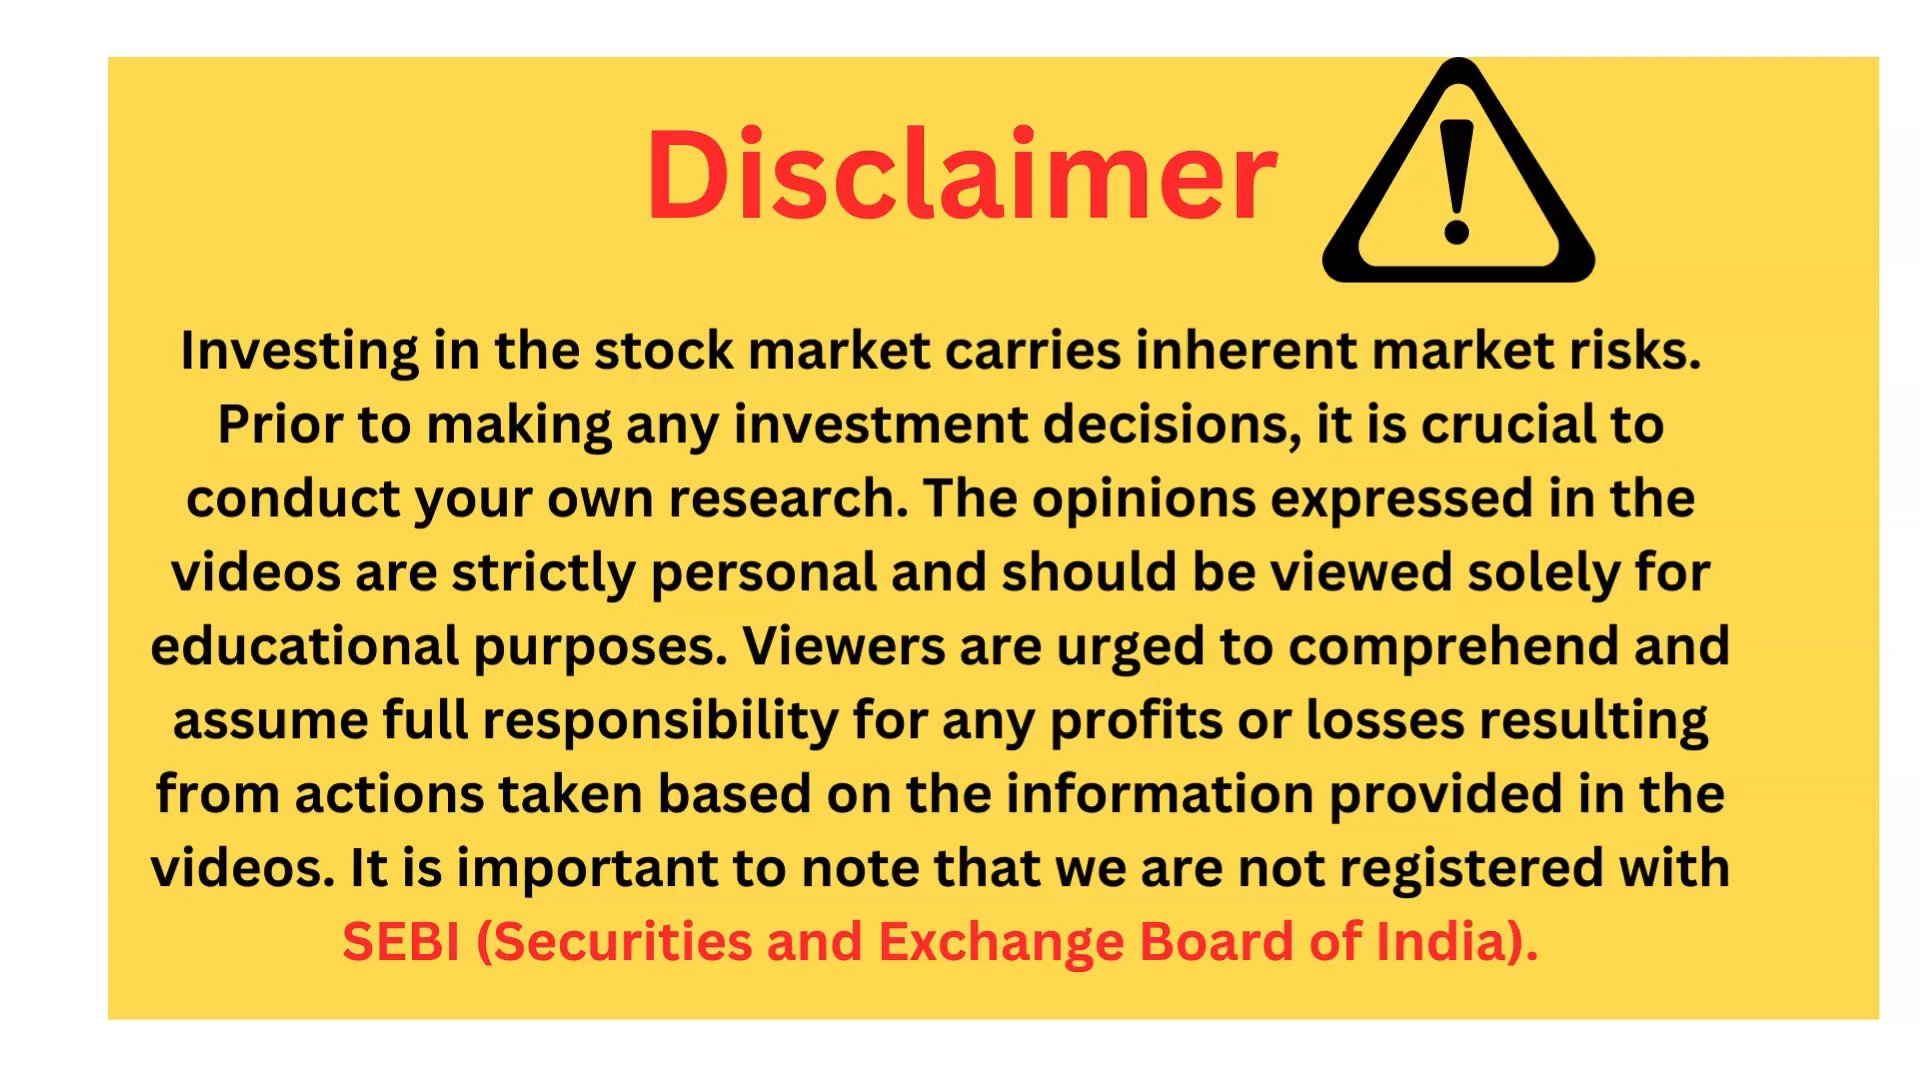 Disclaimer
Investing in the stock market carries inherent market risks.
Prior to making any investment decisions, it is crucial to
conduct your own research. The opinions expressed in the
videos are strictly personal and should be viewed solely for
educational purposes. Viewers are urged to comprehend and
assume full responsibility for any profits or losses resulting
from actions taken based on the information provided in the
videos. It is important to note that we are not registered with
SEBI (Securities and Exchange Board of India).